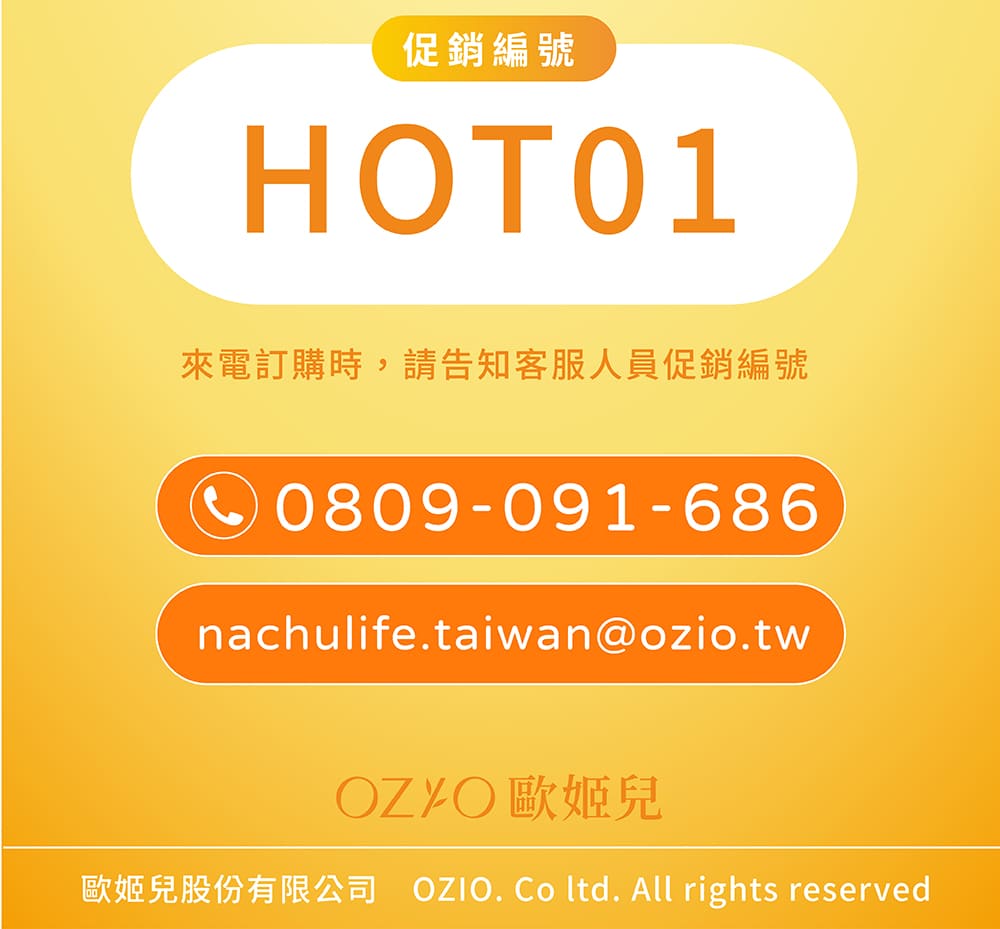 促銷編號
HOT01
來電訂購時，請告知客服人員促銷編號
0809-091-686
nachulife.taiwan@ozio.tw
OZIO 歐姬兒
歐姬兒股份有限公司 OZIO. Co ltd. All rights reserved